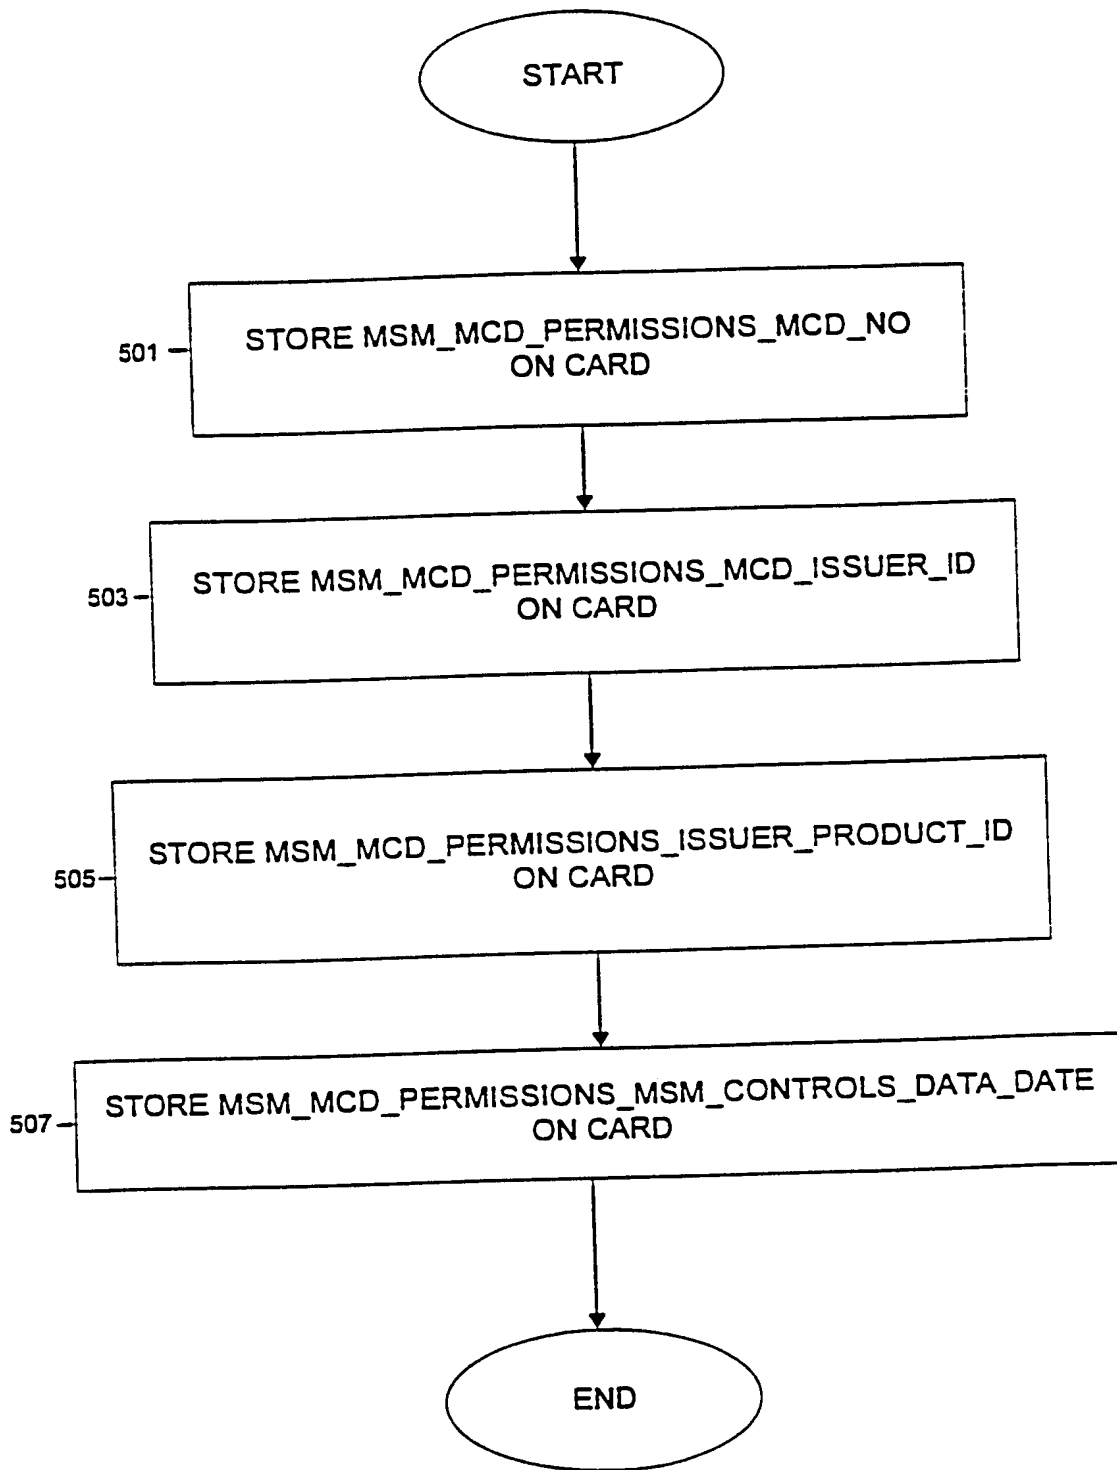 START
501
STORE MSM_MCD_PERMISSIONS_MCD_NO
ON CARD
503
STORE MSM_MCD_PERMISSIONS_MCD_ISSUER_ID
ON CARD
505
STORE MSM_MCD_PERMISSIONS_ISSUER_PRODUCT_ID
ON CARD
507
STORE MSM_MCD_PERMISSIONS_MSM_CONTROLS_DATA_DATE
ON CARD
END